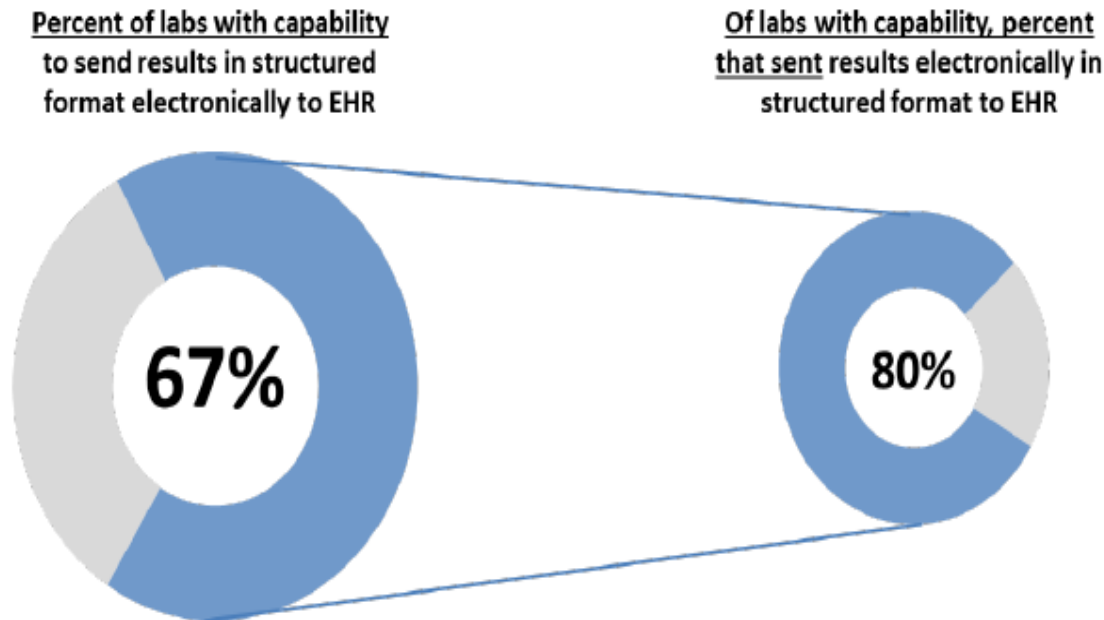 Percent of labs with capability
to send results in structured
format electronically to EHR
Of labs with capability, percent
that sent results electronically in
structured format to EHR
67%
80%